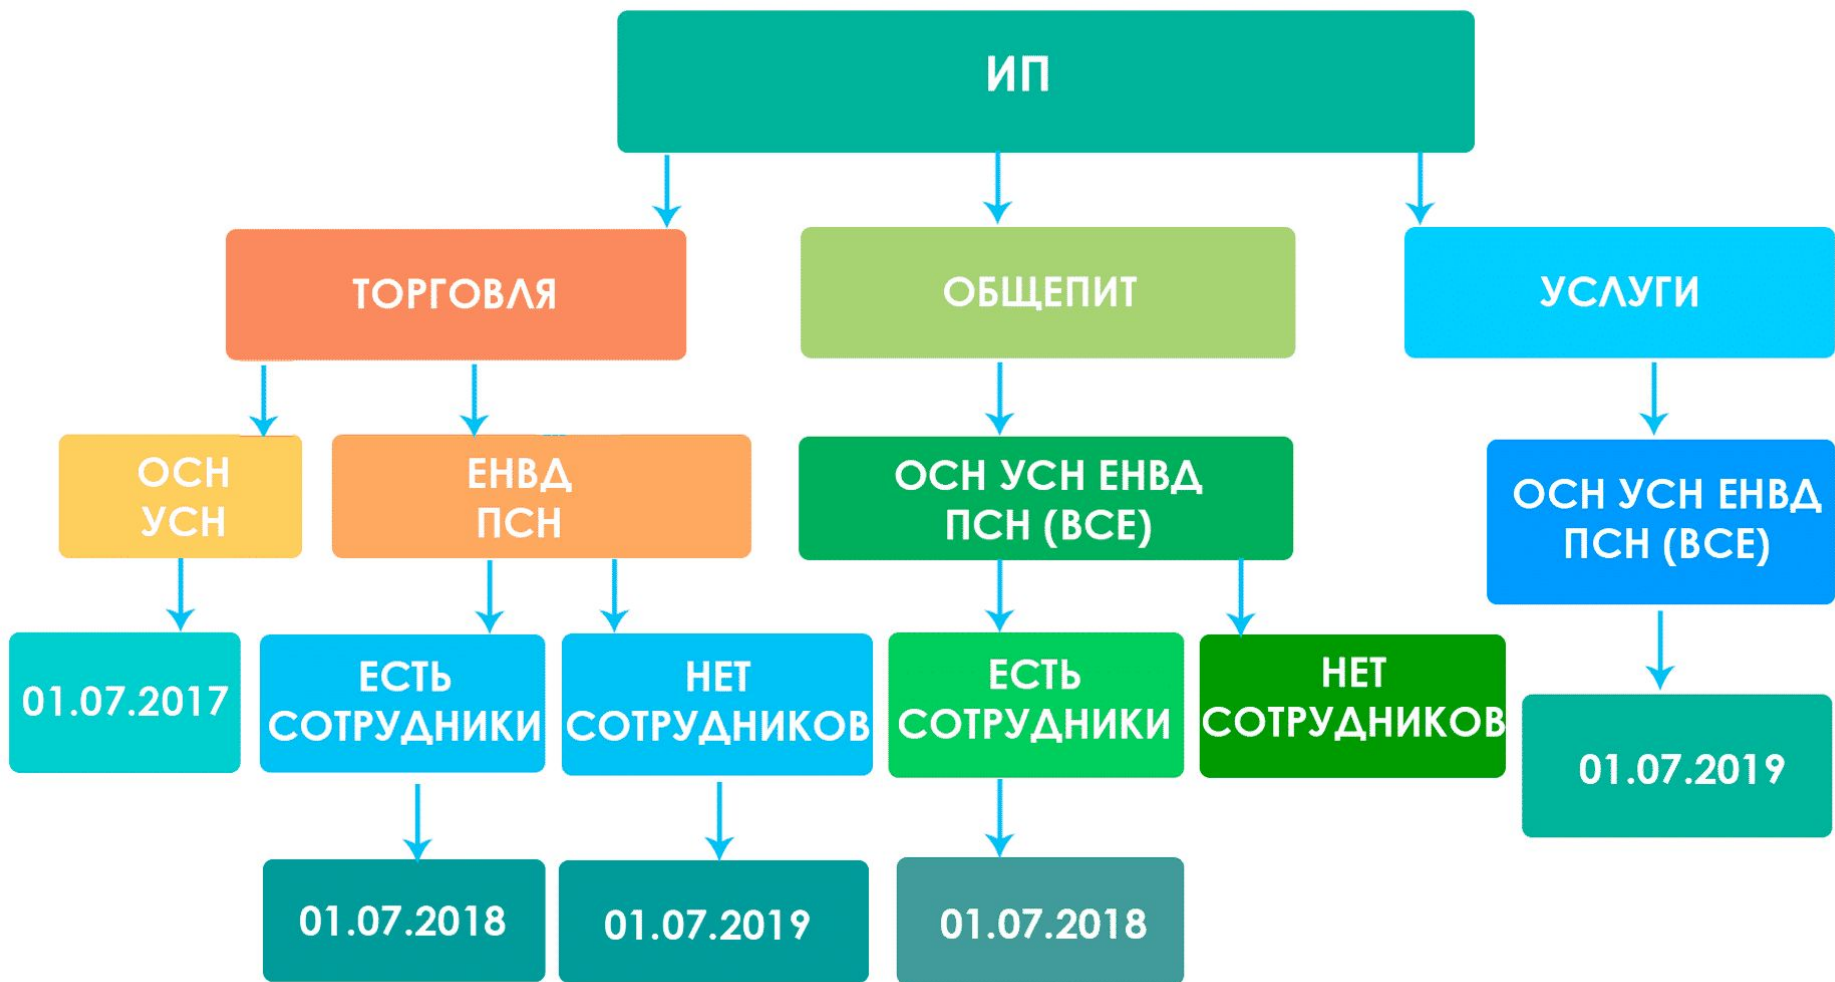 ИП
ТОРГОВЛЯ
ОБЩЕПИТ
УСЛУГИ
ОСН
УСН
ЕНВД
ПСН
ОСН УСН ЕНВД
ПСН (ВСЕ)
ОСН УСН ЕНВД
ПСН (ВСЕ)
01.07.2017
ЕСТЬ
СОТРУДНИКИ
НЕТ
СОТРУДНИКОВ
ЕСТЬ
СОТРУДНИКИ
НЕТ
СОТРУДНИКОВ
01.07.2019
01.07.2018
01.07.2019
01.07.2018